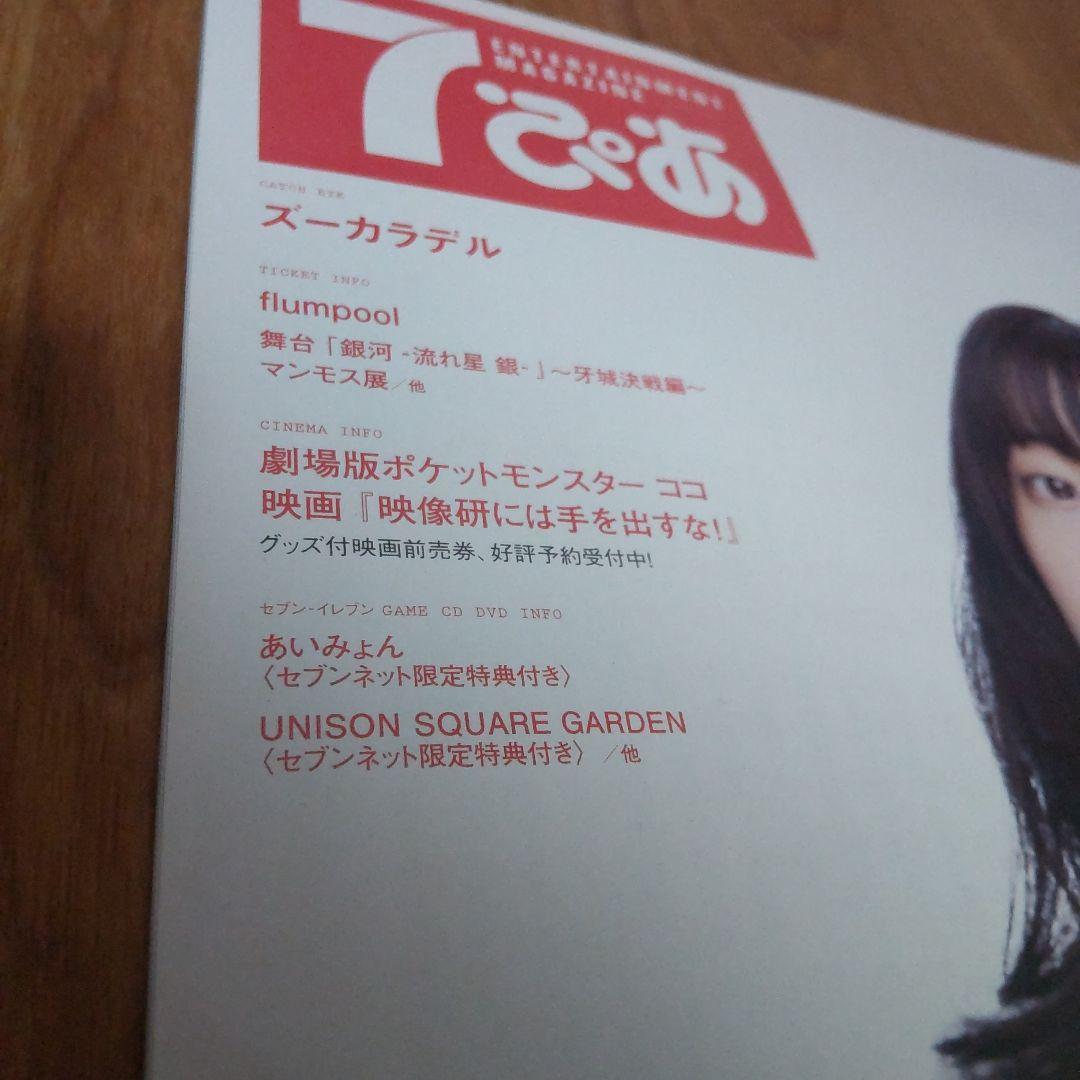 7ぴあ
ENTERTAINMENT
MAGAZINE
CATCH EYE
ズーカラデル
TICKET INFO
flumpool
舞台「銀河 -流れ星 銀-」～牙城決戦編～
マンモス展／他
CINEMA INFO
劇場版ポケットモンスター ココ
映画『映像研には手を出すな!』
グッズ付映画前売券、好評予約受付中!
セブン-イレブン GAME CD DVD INFO
あいみょん
〈セブンネット限定特典付き〉
UNISON SQUARE GARDEN
〈セブンネット限定特典付き〉／他